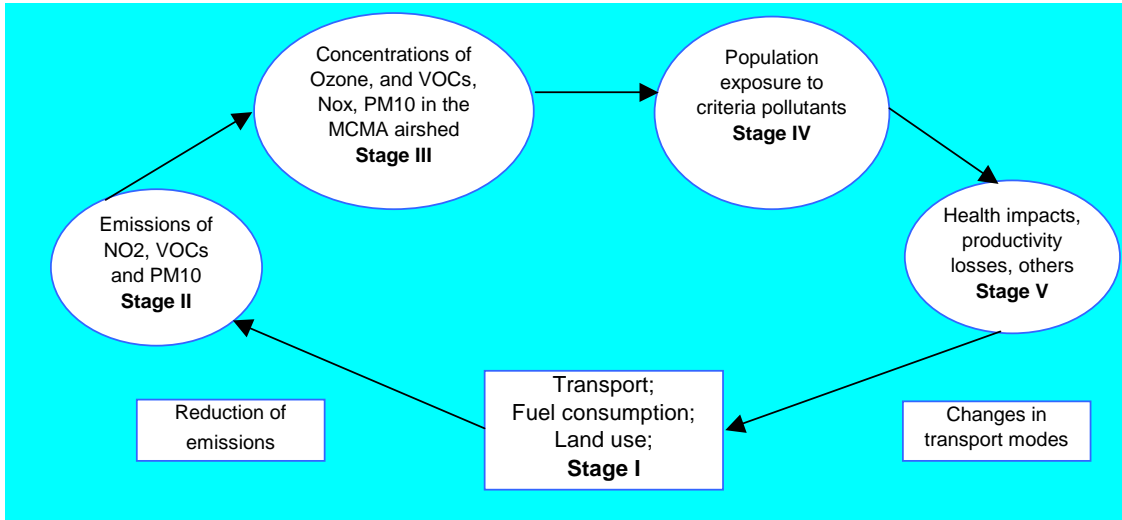 Concentrations of
Ozone, and VOCs,
Nox, PM10 in the
MCMA airshed
Stage III
Population
exposure to
criteria pollutants
Stage IV
Emissions of
NO2, VOCs
and PM10
Stage II
Health impacts,
productivity
losses, others
Stage V
Transport;
Fuel consumption;
Land use;
Stage I
Reduction of
emissions
Changes in
transport modes